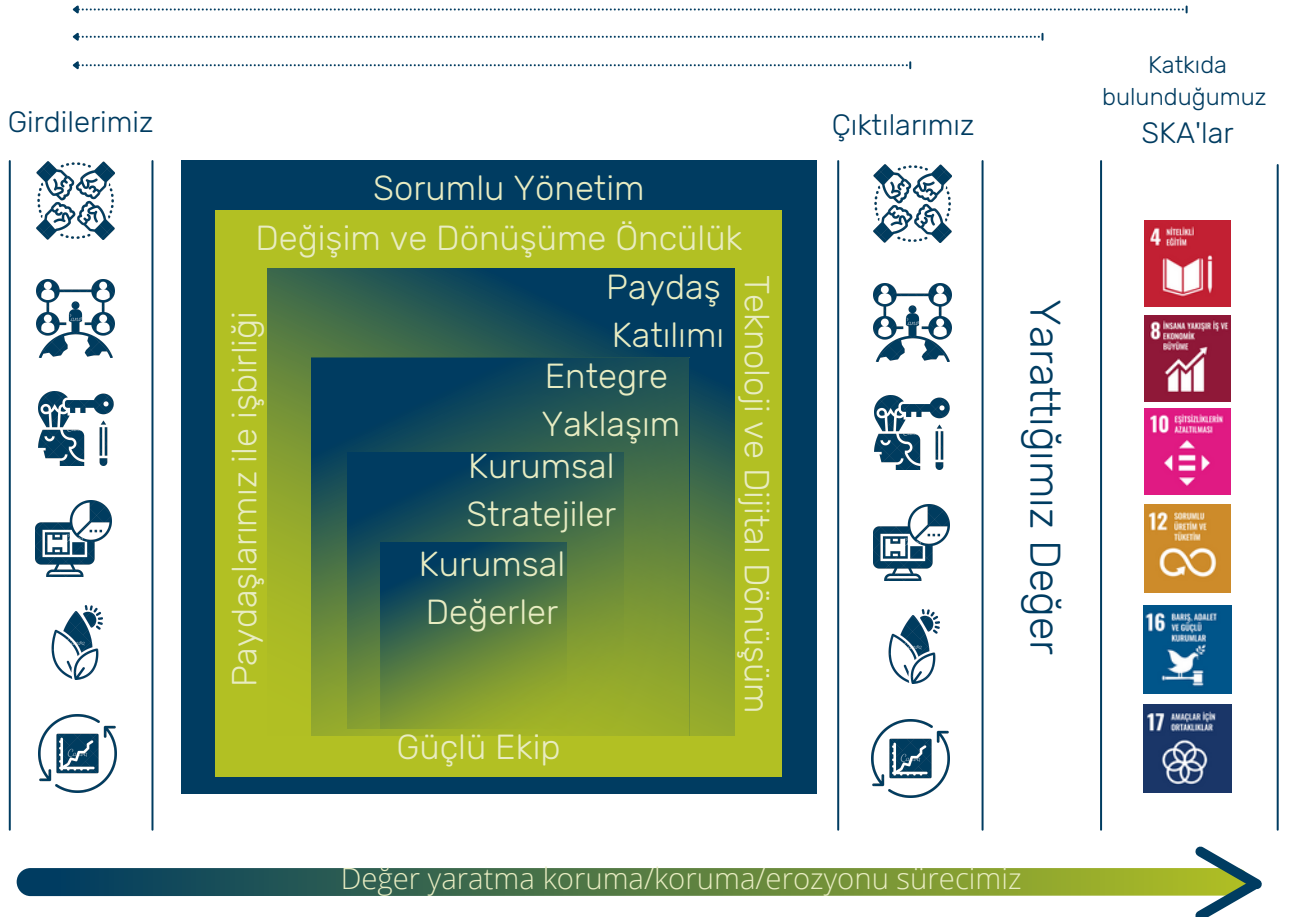 Katkıda
bulunduğumuz
SKA'lar
Girdilerimiz
Çıktılarımız
Sorumlu Yönetim
Değişim ve Dönüşüme Öncülük
Paydaşlarımız ile işbirliği
Teknoloji ve Dijital Dönüşüm
Paydaş
Katılımı
Entegre
Yaklaşım
Kurumsal
Stratejiler
Kurumsal
Değerler
Güçlü Ekip
Yarattığımız Değer
4 NİTELİKLİ
EĞİTİM
8 İNSANA YAKIŞIR İŞ VE
EKONOMİK
BÜYÜME
10 EŞİTSİZLİKLERİN
AZALTILMASI
12 SORUMLU
ÜRETİM VE
TÜKETİM
16 BARIŞ, ADALET
VE GÜÇLÜ
KURUMLAR
17 AMAÇLAR İÇİN
ORTAKLIKLAR
Değer yaratma koruma/koruma/erozyonu sürecimiz